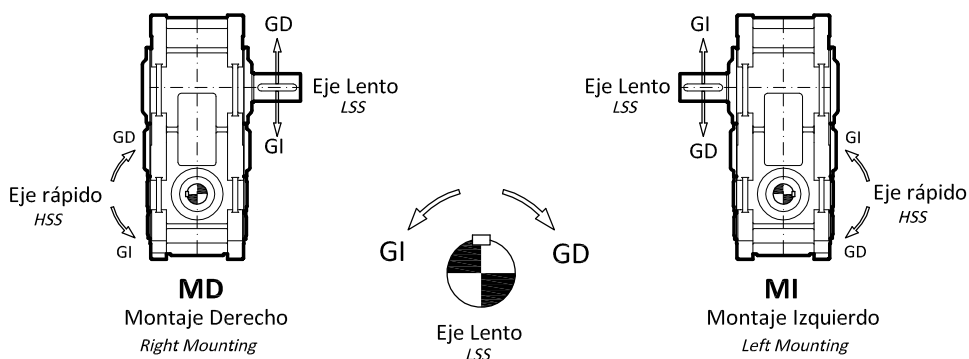 GD
Eje Lento
LSS
GI
GD
Eje rápido
HSS
GI
MD
Montaje Derecho
Right Mounting
GI
GD
Eje Lento
LSS
GI
Eje Lento
LSS
GD
GI
Eje rápido
HSS
GD
MI
Montaje Izquierdo
Left Mounting